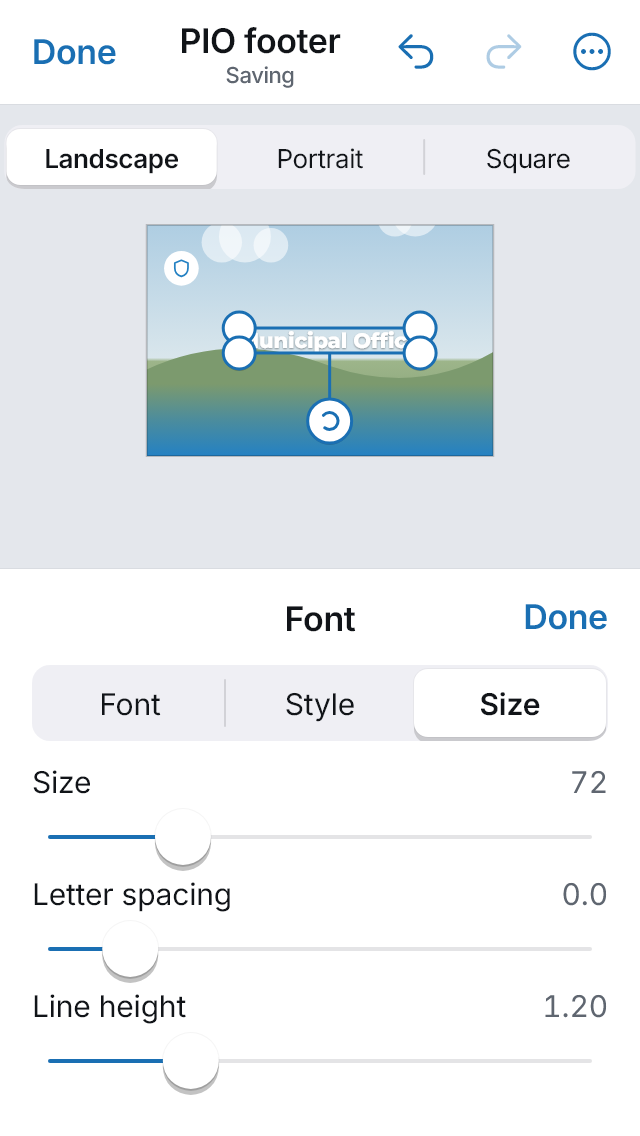 Done
PIO footer
Saving
Landscape
Portrait
Square
Font
Done
Font
Style
Size
Size
72
Letter spacing
0.0
Line height
1.20